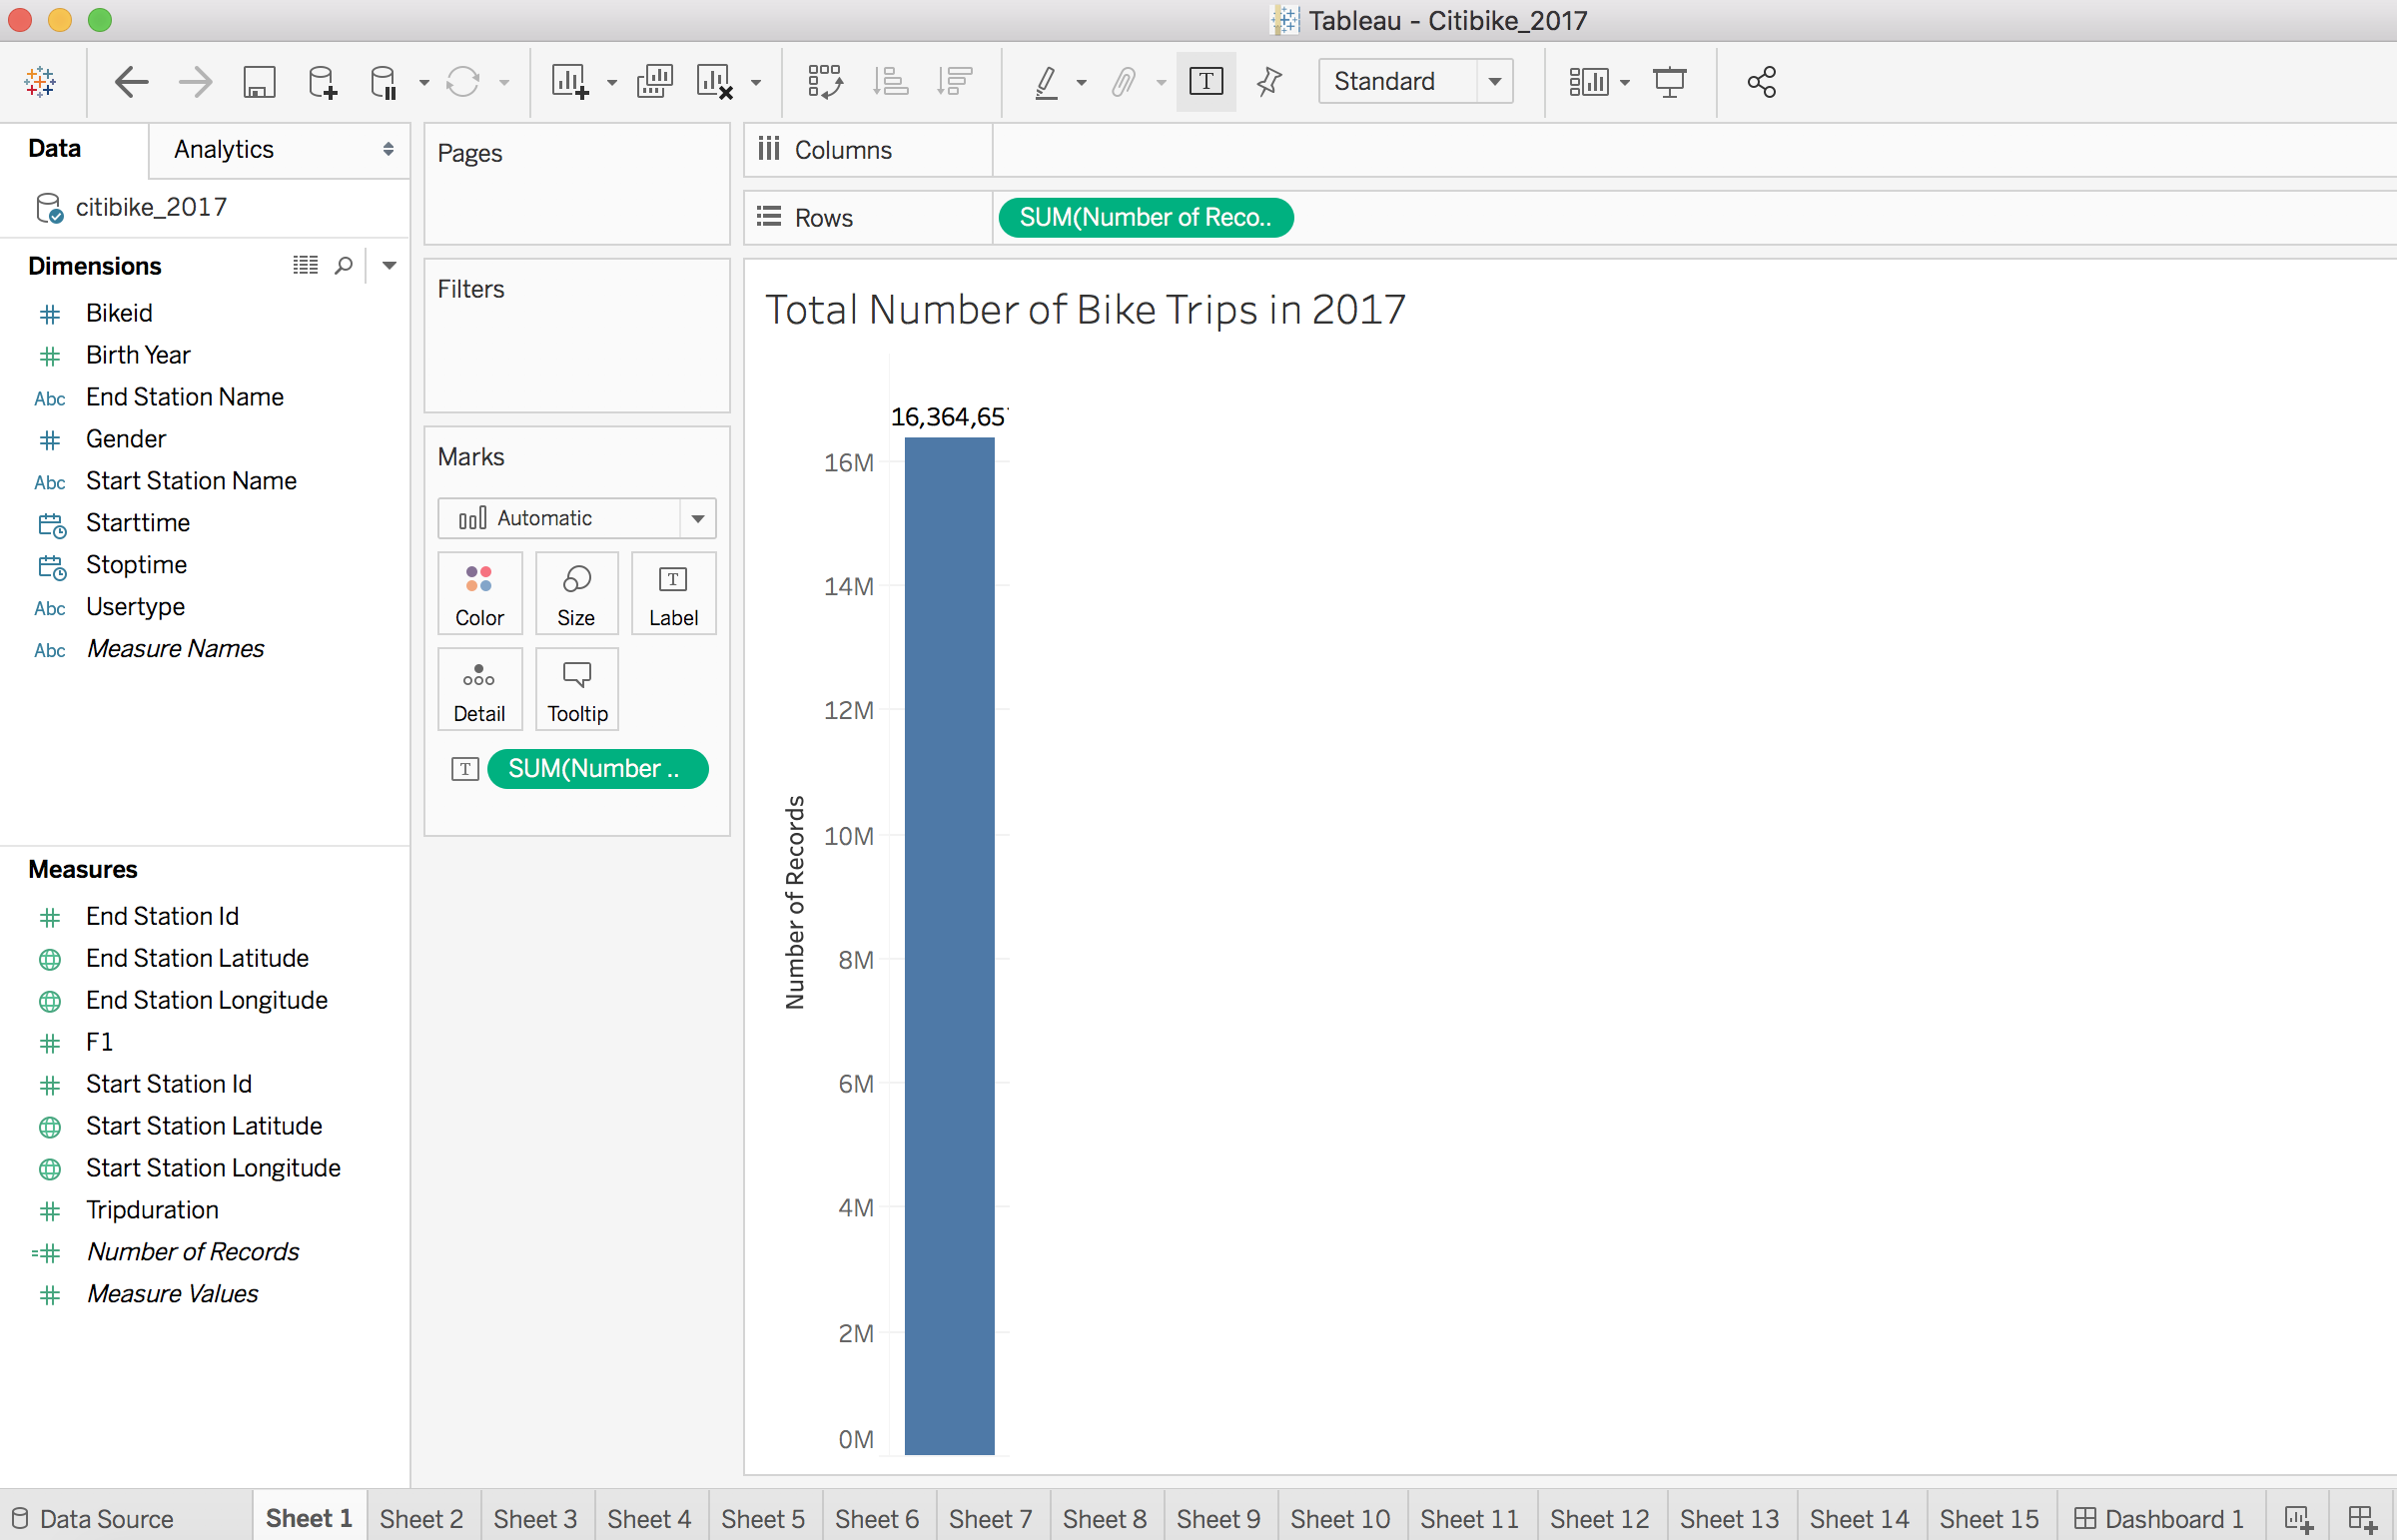 Tableau - Citibike_2017
Standard
Data
Analytics
citibike_2017
Dimensions
Bikeid
Birth Year
Abc End Station Name
Gender
Abc Start Station Name
Starttime
Stoptime
Abc Usertype
Abc Measure Names
Measures
End Station Id
End Station Latitude
End Station Longitude
F1
Start Station Id
Start Station Latitude
Start Station Longitude
Tripduration
=# Number of Records
Measure Values
Pages
Filters
Marks
Automatic
Color Size Label
Detail Tooltip
T SUM(Number ..
Columns
Rows SUM(Number of Reco..
Total Number of Bike Trips in 2017
16,364,65
16M
14M
12M
10M
8M
6M
4M
2M
0M
Number of Records
Data Source Sheet 1 Sheet 2 Sheet 3 Sheet 4 Sheet 5 Sheet 6 Sheet 7 Sheet 8 Sheet 9 Sheet 10 Sheet 11 Sheet 12 Sheet 13 Sheet 14 Sheet 15 Dashboard 1